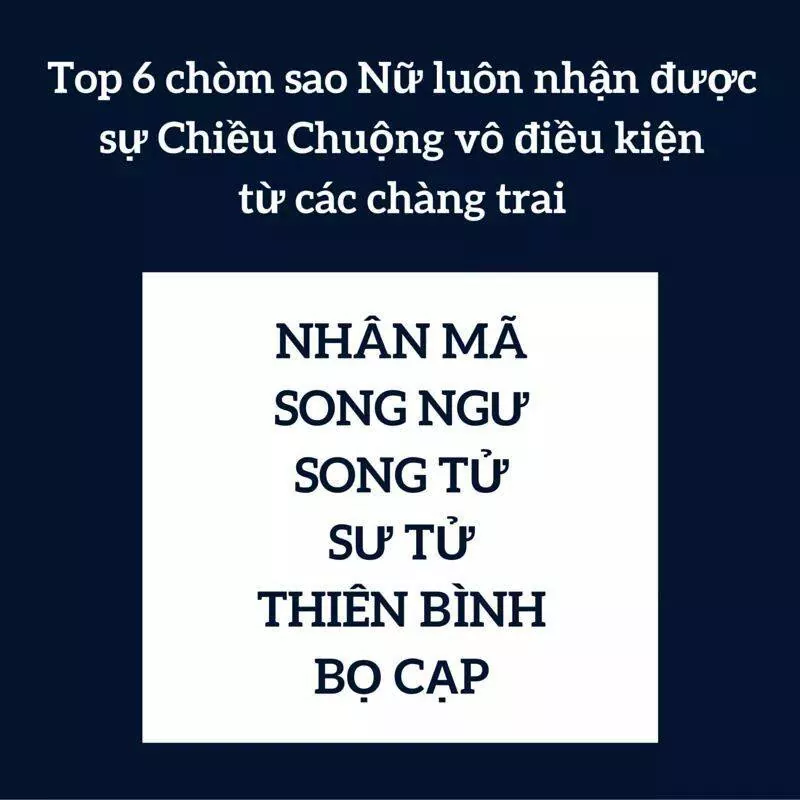 Top 6 chòm sao Nữ luôn nhận được
sự Chiều Chuộng vô điều kiện
từ các chàng trai
NHÂN MÃ
SONG NGƯ
SONG TỬ
SƯ TỬ
THIÊN BÌNH
BỌ CẠP